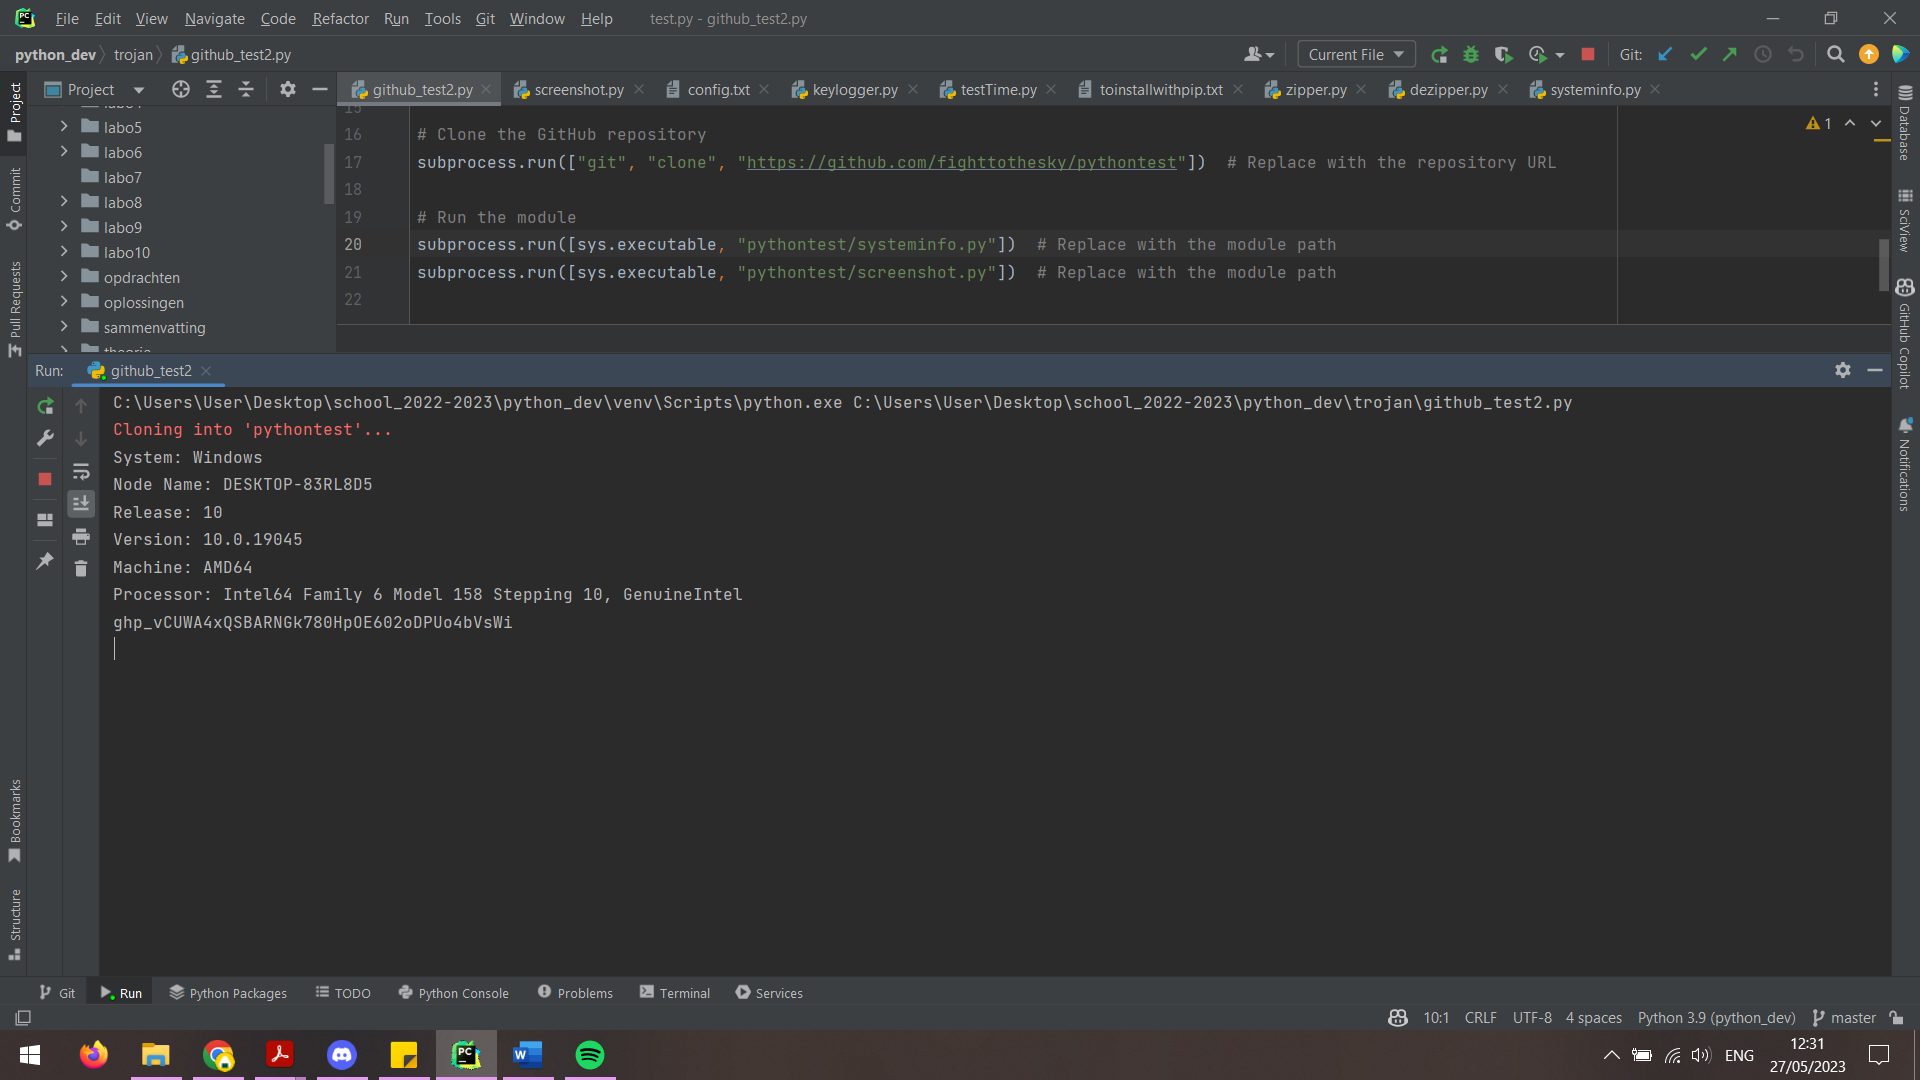 File Edit View Navigate Code Refactor Run Tools Git Window Help test.py - github_test2.py
python_dev trojan github_test2.py Current File Git:
Project github_test2.py screenshot.py config.txt keylogger.py testTime.py toinstallwithpip.txt zipper.py dezipper.py systeminfo.py
labo5
labo6
labo7
labo8
labo9
labo10
opdrachten
oplossingen
sammenvatting
15
16 # Clone the GitHub repository
17 subprocess.run(["git", "clone", "https://github.com/fighttothesky/pythontest"]) # Replace with the repository URL
18
19 # Run the module
20 subprocess.run([sys.executable, "pythontest/systeminfo.py"]) # Replace with the module path
21 subprocess.run([sys.executable, "pythontest/screenshot.py"]) # Replace with the module path
22
1
Project
Commit
Pull Requests
Bookmarks
Structure
Database
SciView
GitHub Copilot
Notifications
Run: github_test2
C:\Users\User\Desktop\school_2022-2023\python_dev\venv\Scripts\python.exe C:\Users\User\Desktop\school_2022-2023\python_dev\trojan\github_test2.py
Cloning into 'pythontest'...
System: Windows
Node Name: DESKTOP-83RL8D5
Release: 10
Version: 10.0.19045
Machine: AMD64
Processor: Intel64 Family 6 Model 158 Stepping 10, GenuineIntel
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
Git Run Python Packages TODO Python Console Problems Terminal Services
10:1 CRLF UTF-8 4 spaces Python 3.9 (python_dev) master
ENG
12:31
27/05/2023